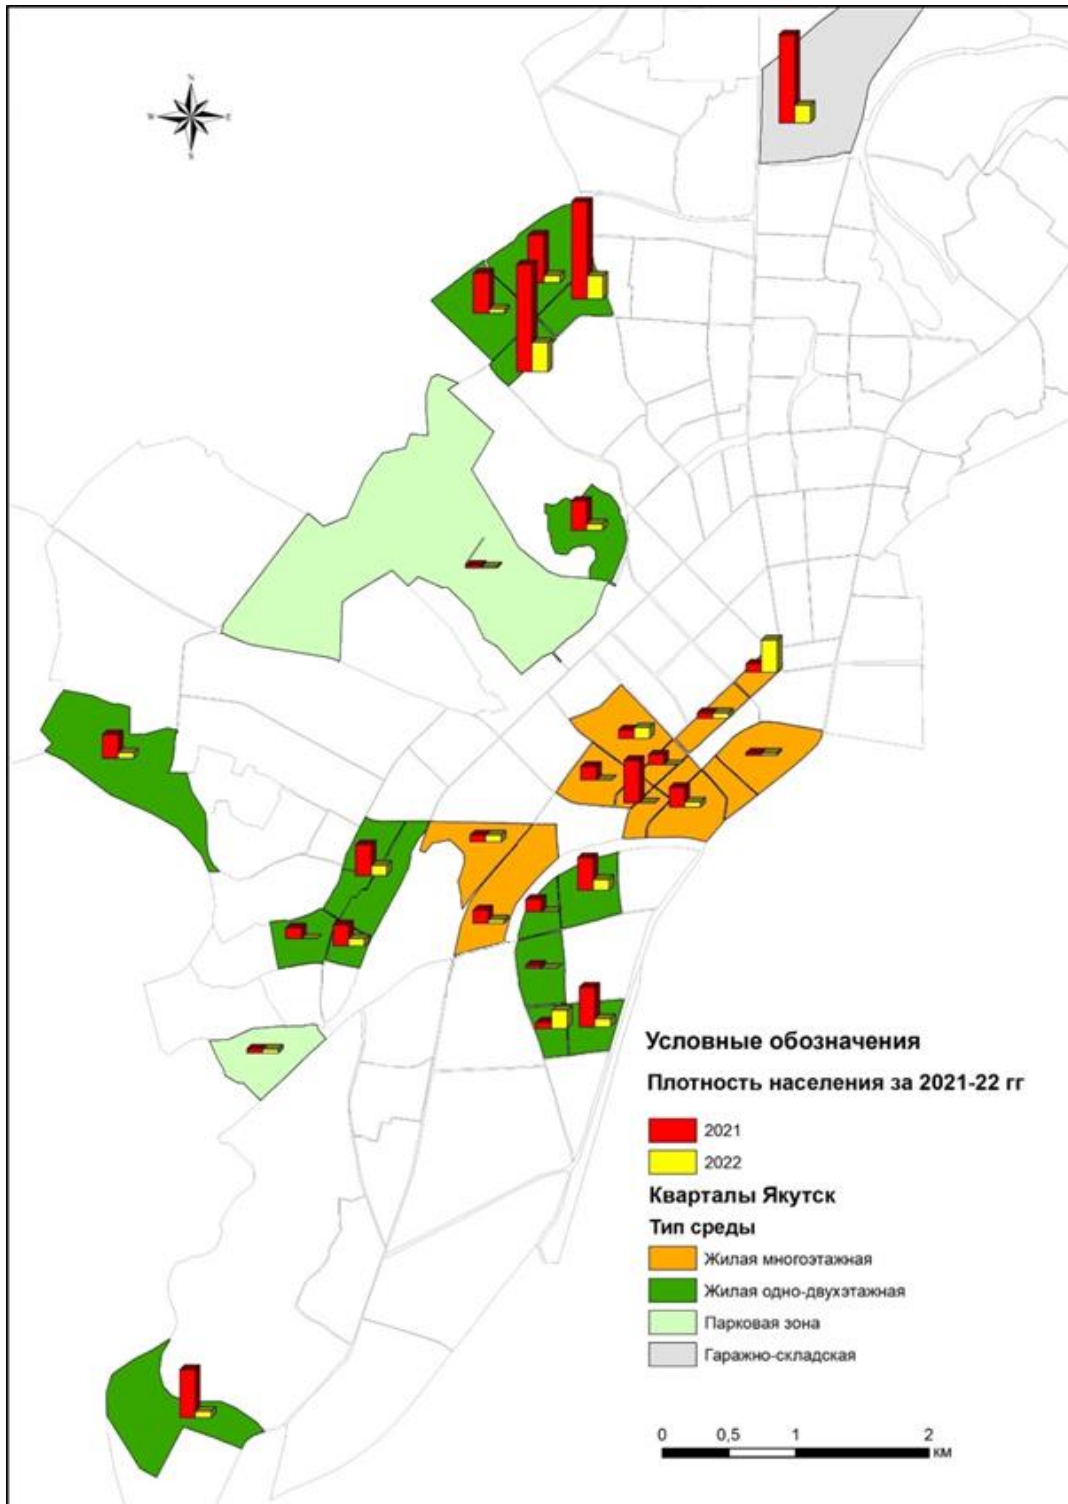 N
W E
S
Условные обозначения
Плотность населения за 2021-22 гг
2021
2022
Кварталы Якутск
Тип среды
Жилая многоэтажная
Жилая одно-двухэтажная
Парковая зона
Гаражно-складская
0 0,5 1 2
км